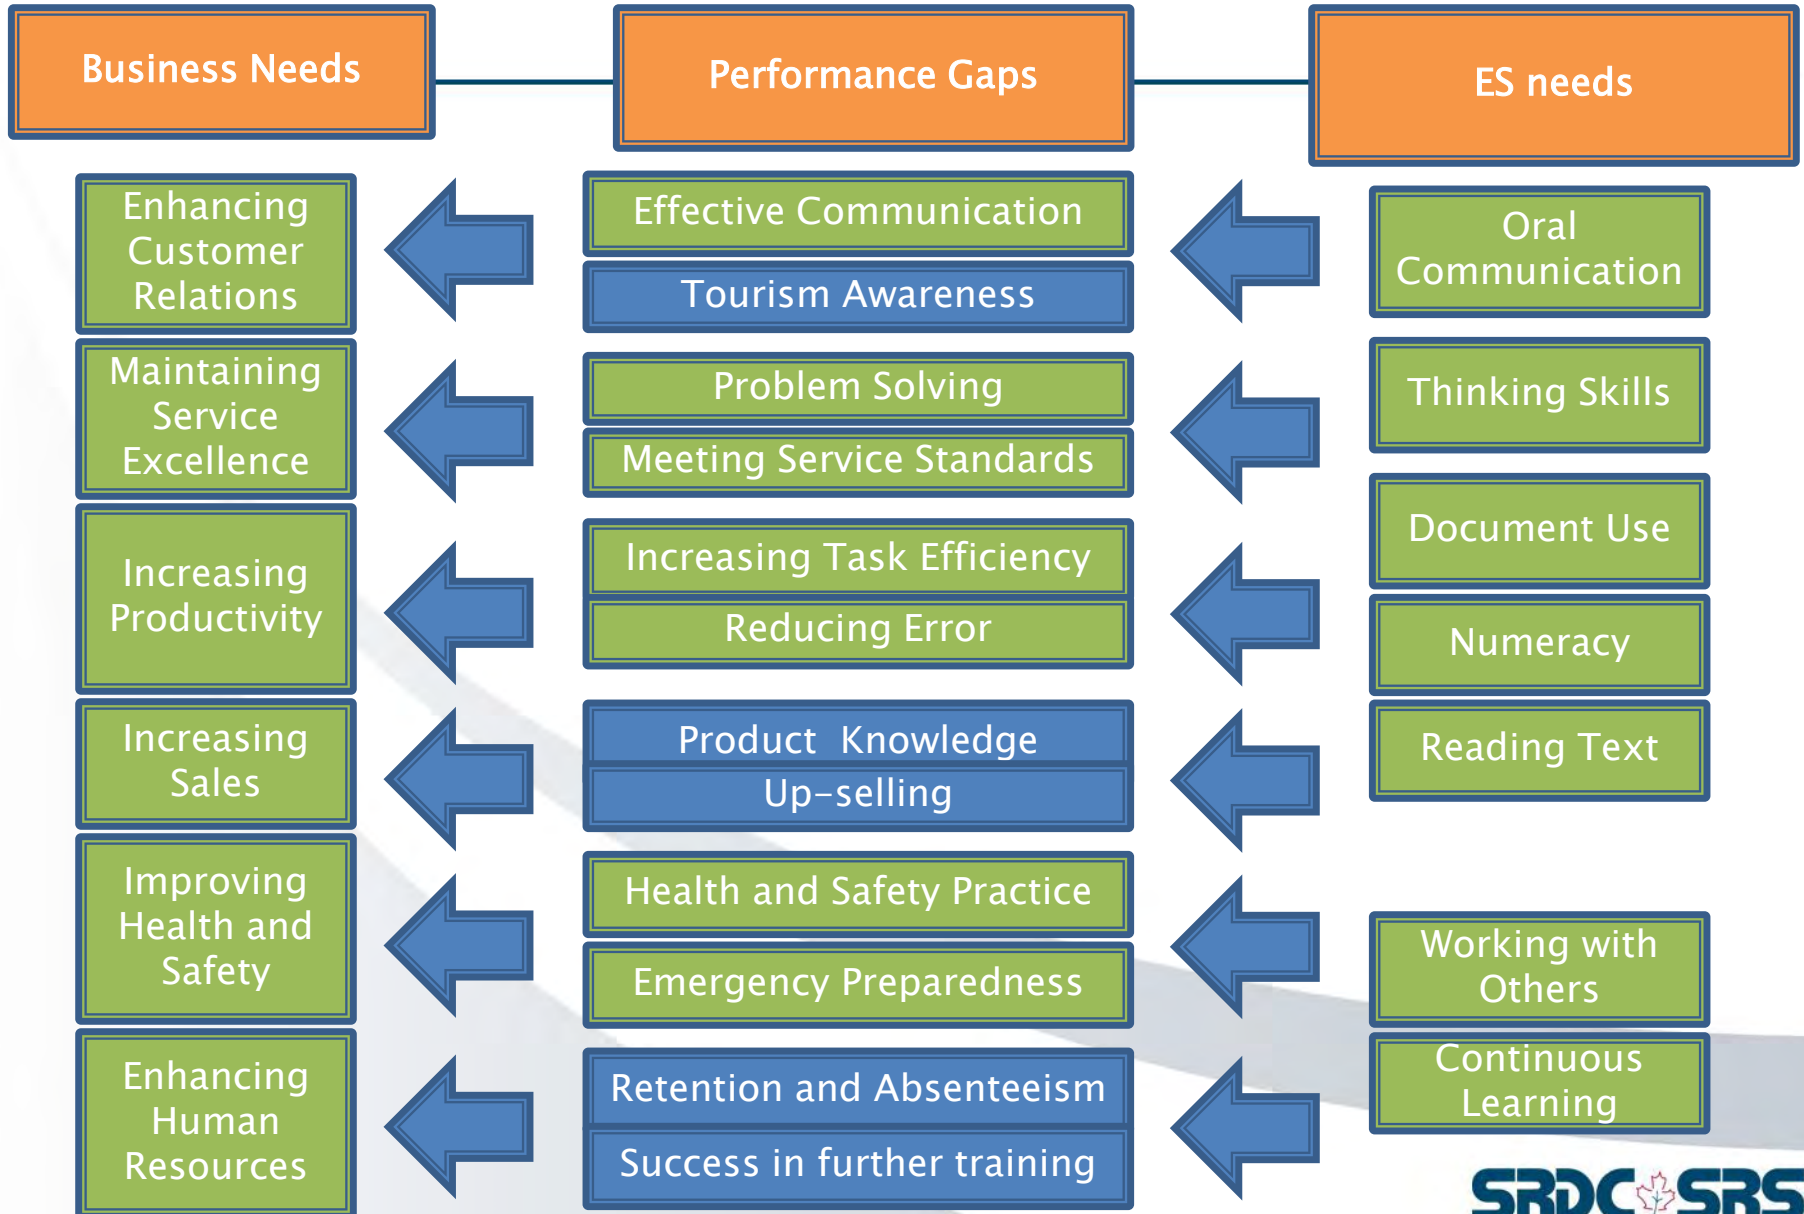 Business Needs
Performance Gaps
ES needs
Enhancing
Customer
Relations
Effective Communication
Tourism Awareness
Oral
Communication
Maintaining
Service
Excellence
Problem Solving
Meeting Service Standards
Thinking Skills
Document Use
Increasing
Productivity
Increasing Task Efficiency
Reducing Error
Numeracy
Increasing
Sales
Product  Knowledge
Up-selling
Reading Text
Improving
Health and
Safety
Health and Safety Practice
Emergency Preparedness
Working with
Others
Enhancing
Human
Resources
Retention and Absenteeism
Success in further training
Continuous
Learning
SRDC SRS